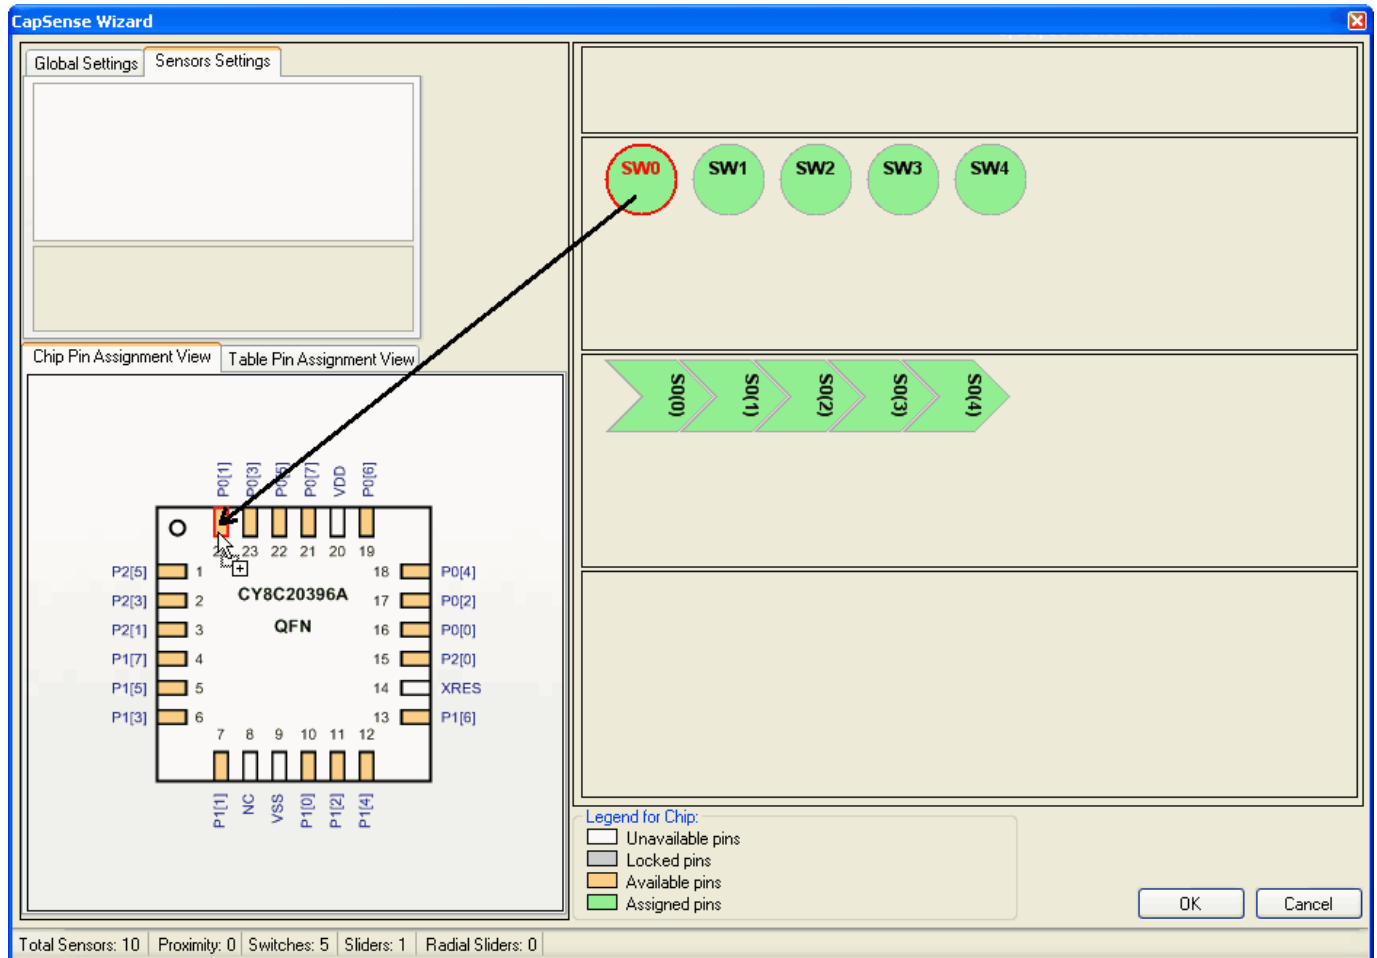 CapSense Wizard
Global Settings
Sensors Settings
SW0
SW1
SW2
SW3
SW4
Chip Pin Assignment View
Table Pin Assignment View
S0(0)
S0(1)
S0(2)
S0(3)
S0(4)
P0[1]
P0[3]
P0[5]
P0[7]
VDD
P0[6]
23
22
21
20
19
P2[5]
1
18
P0[4]
CY8C20396A
P2[3]
2
17
P0[2]
QFN
P2[1]
3
16
P0[0]
P1[7]
4
15
P2[0]
P1[5]
5
14
XRES
P1[3]
6
13
P1[6]
7
8
9
10
11
12
P1[1]
NC
VSS
P1[0]
P1[2]
P1[4]
Legend for Chip:
Unavailable pins
Locked pins
Available pins
Assigned pins
OK
Cancel
Total Sensors: 10
Proximity: 0
Switches: 5
Sliders: 1
Radial Sliders: 0